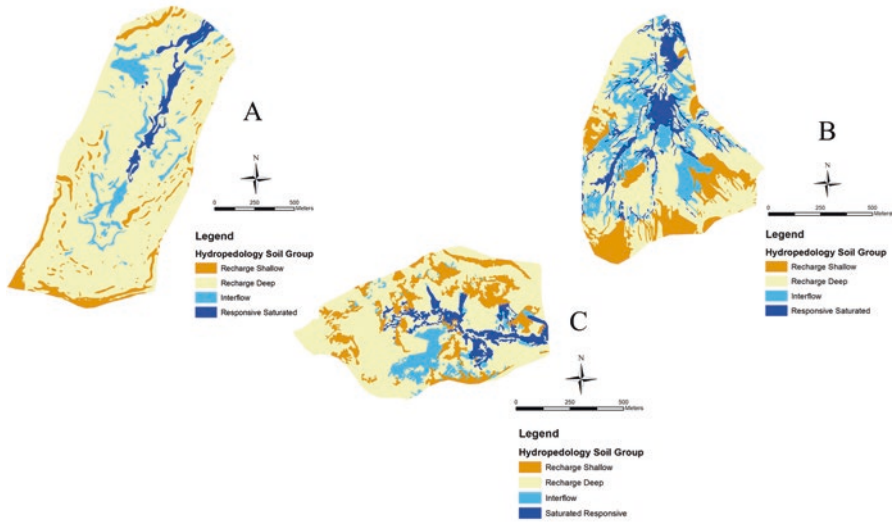 A
N
0 250 500
Meters
Legend
Hydropedology Soil Group
Recharge Shallow
Recharge Deep
Interflow
Responsive Saturated
B
N
0 250 500
Meters
Legend
Hydropedology Soil Group
Recharge Shallow
Recharge Deep
Interflow
Responsive Saturated
C
N
0 250 500
Meters
Legend
Hydropedology Soil Group
Recharge Shallow
Recharge Deep
Interflow
Saturated Responsive